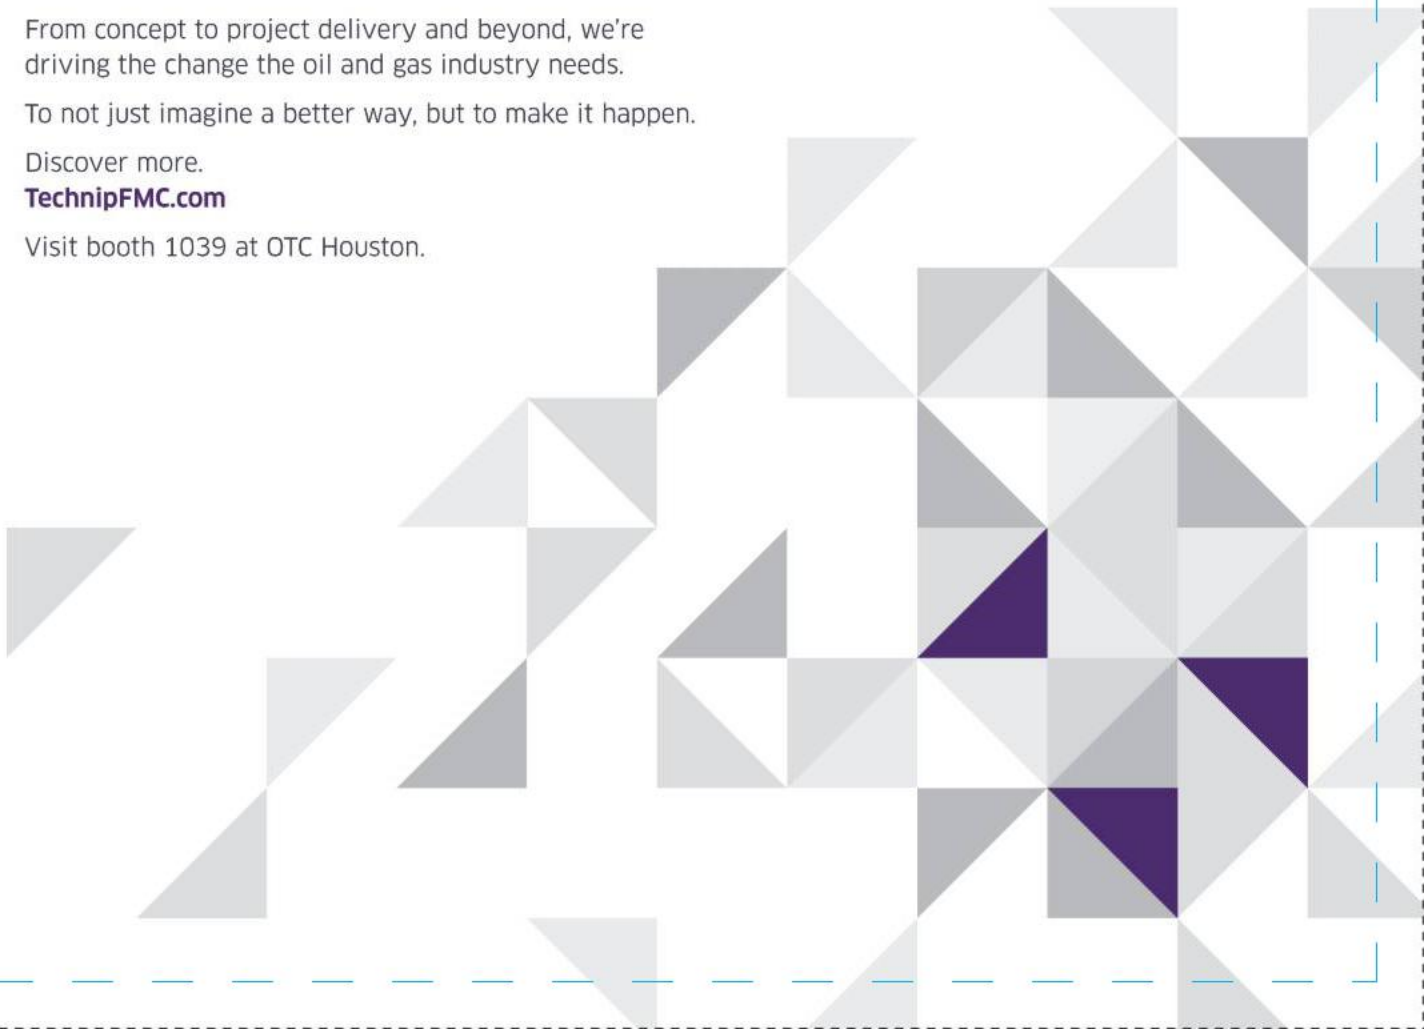 From concept to project delivery and beyond, we're
driving the change the oil and gas industry needs.
To not just imagine a better way, but to make it happen.
Discover more.
TechnipFMC.com
Visit booth 1039 at OTC Houston.